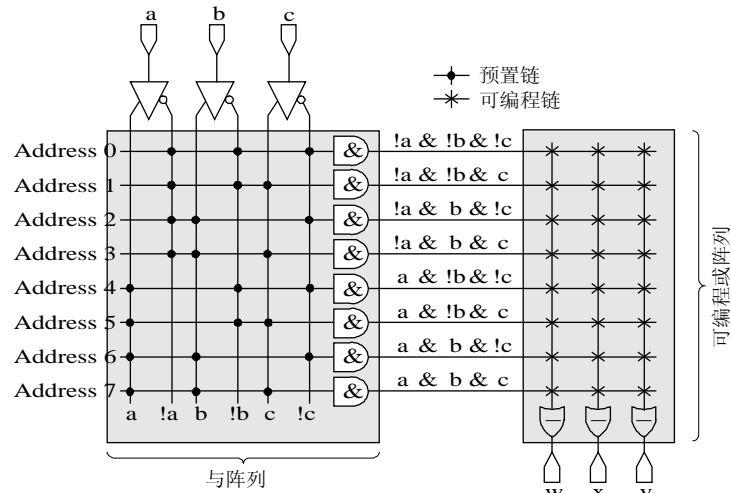 a b c
预置链
可编程链
Address 0 & !a & !b & !c
Address 1 & !a & !b & c
Address 2 & !a & b & !c
Address 3 & !a & b & c
Address 4 & a & !b & !c
Address 5 & a & !b & c
Address 6 & a & b & !c
Address 7 & a & b & c
a !a b !b c !c
可编程或阵列
与阵列
w x y